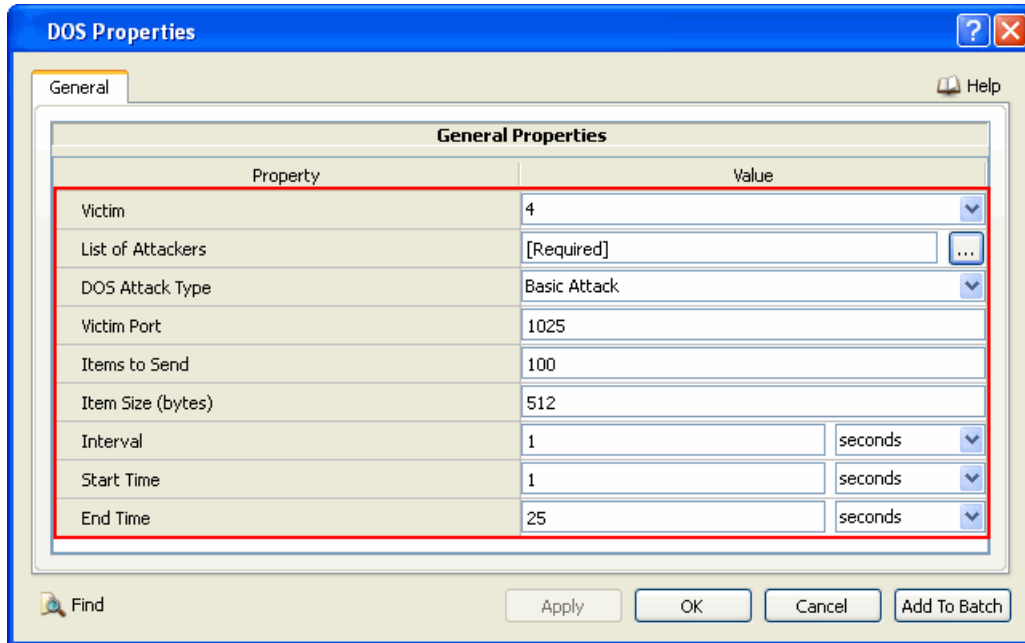 DOS Properties
General
Help
General Properties
Property Value
Victim 4
List of Attackers [Required] ...
DOS Attack Type Basic Attack
Victim Port 1025
Items to Send 100
Item Size (bytes) 512
Interval 1 seconds
Start Time 1 seconds
End Time 25 seconds
Find Apply OK Cancel Add To Batch